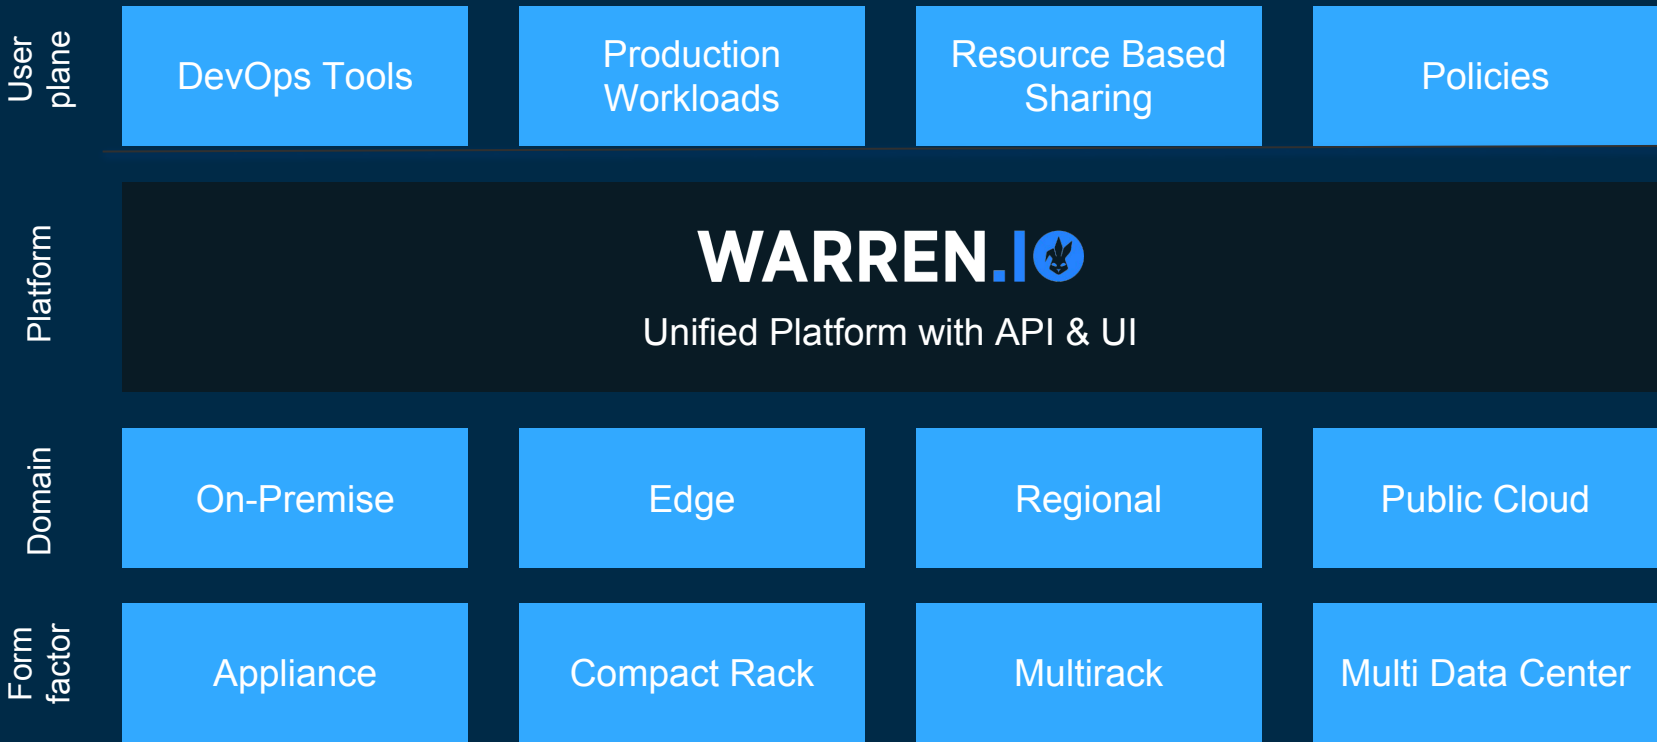 User
plane
DevOps Tools
Production
Workloads
Resource Based
Sharing
Policies
Platform
WARREN.IO
Unified Platform with API & UI
Domain
On-Premise
Edge
Regional
Public Cloud
Form
factor
Appliance
Compact Rack
Multirack
Multi Data Center